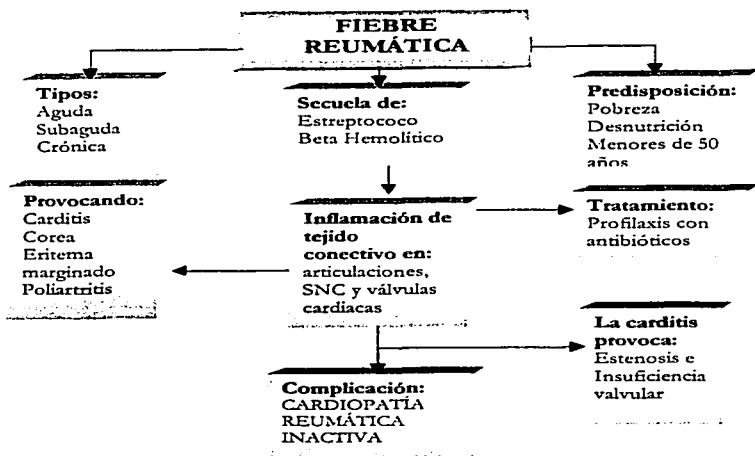 FIEBRE
REUMÁTICA
Tipos:
Aguda
Subaguda
Crónica
Secuela de:
Estreptococo
Beta Hemolítico
Predisposición:
Pobreza
Desnutrición
Menores de 50
años
Provocando:
Carditis
Corea
Eritema
marginado
Poliartritis
Inflamación de
tejido
conectivo en:
articulaciones,
SNC y válvulas
cardiacas
Tratamiento:
Profilaxis con
antibióticos
La carditis
provoca:
Estenosis e
Insuficiencia
valvular
Complicación:
CARDIOPATÍA
REUMÁTICA
INACTIVA